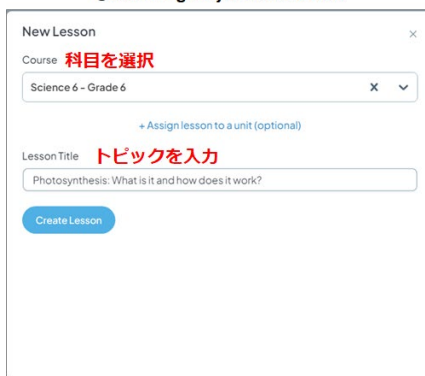 New Lesson
Course 科目を選択
Science 6 - Grade 6
+ Assign lesson to a unit (optional)
Lesson Title トピックを入力
Photosynthesis: What is it and how does it work?
Create Lesson